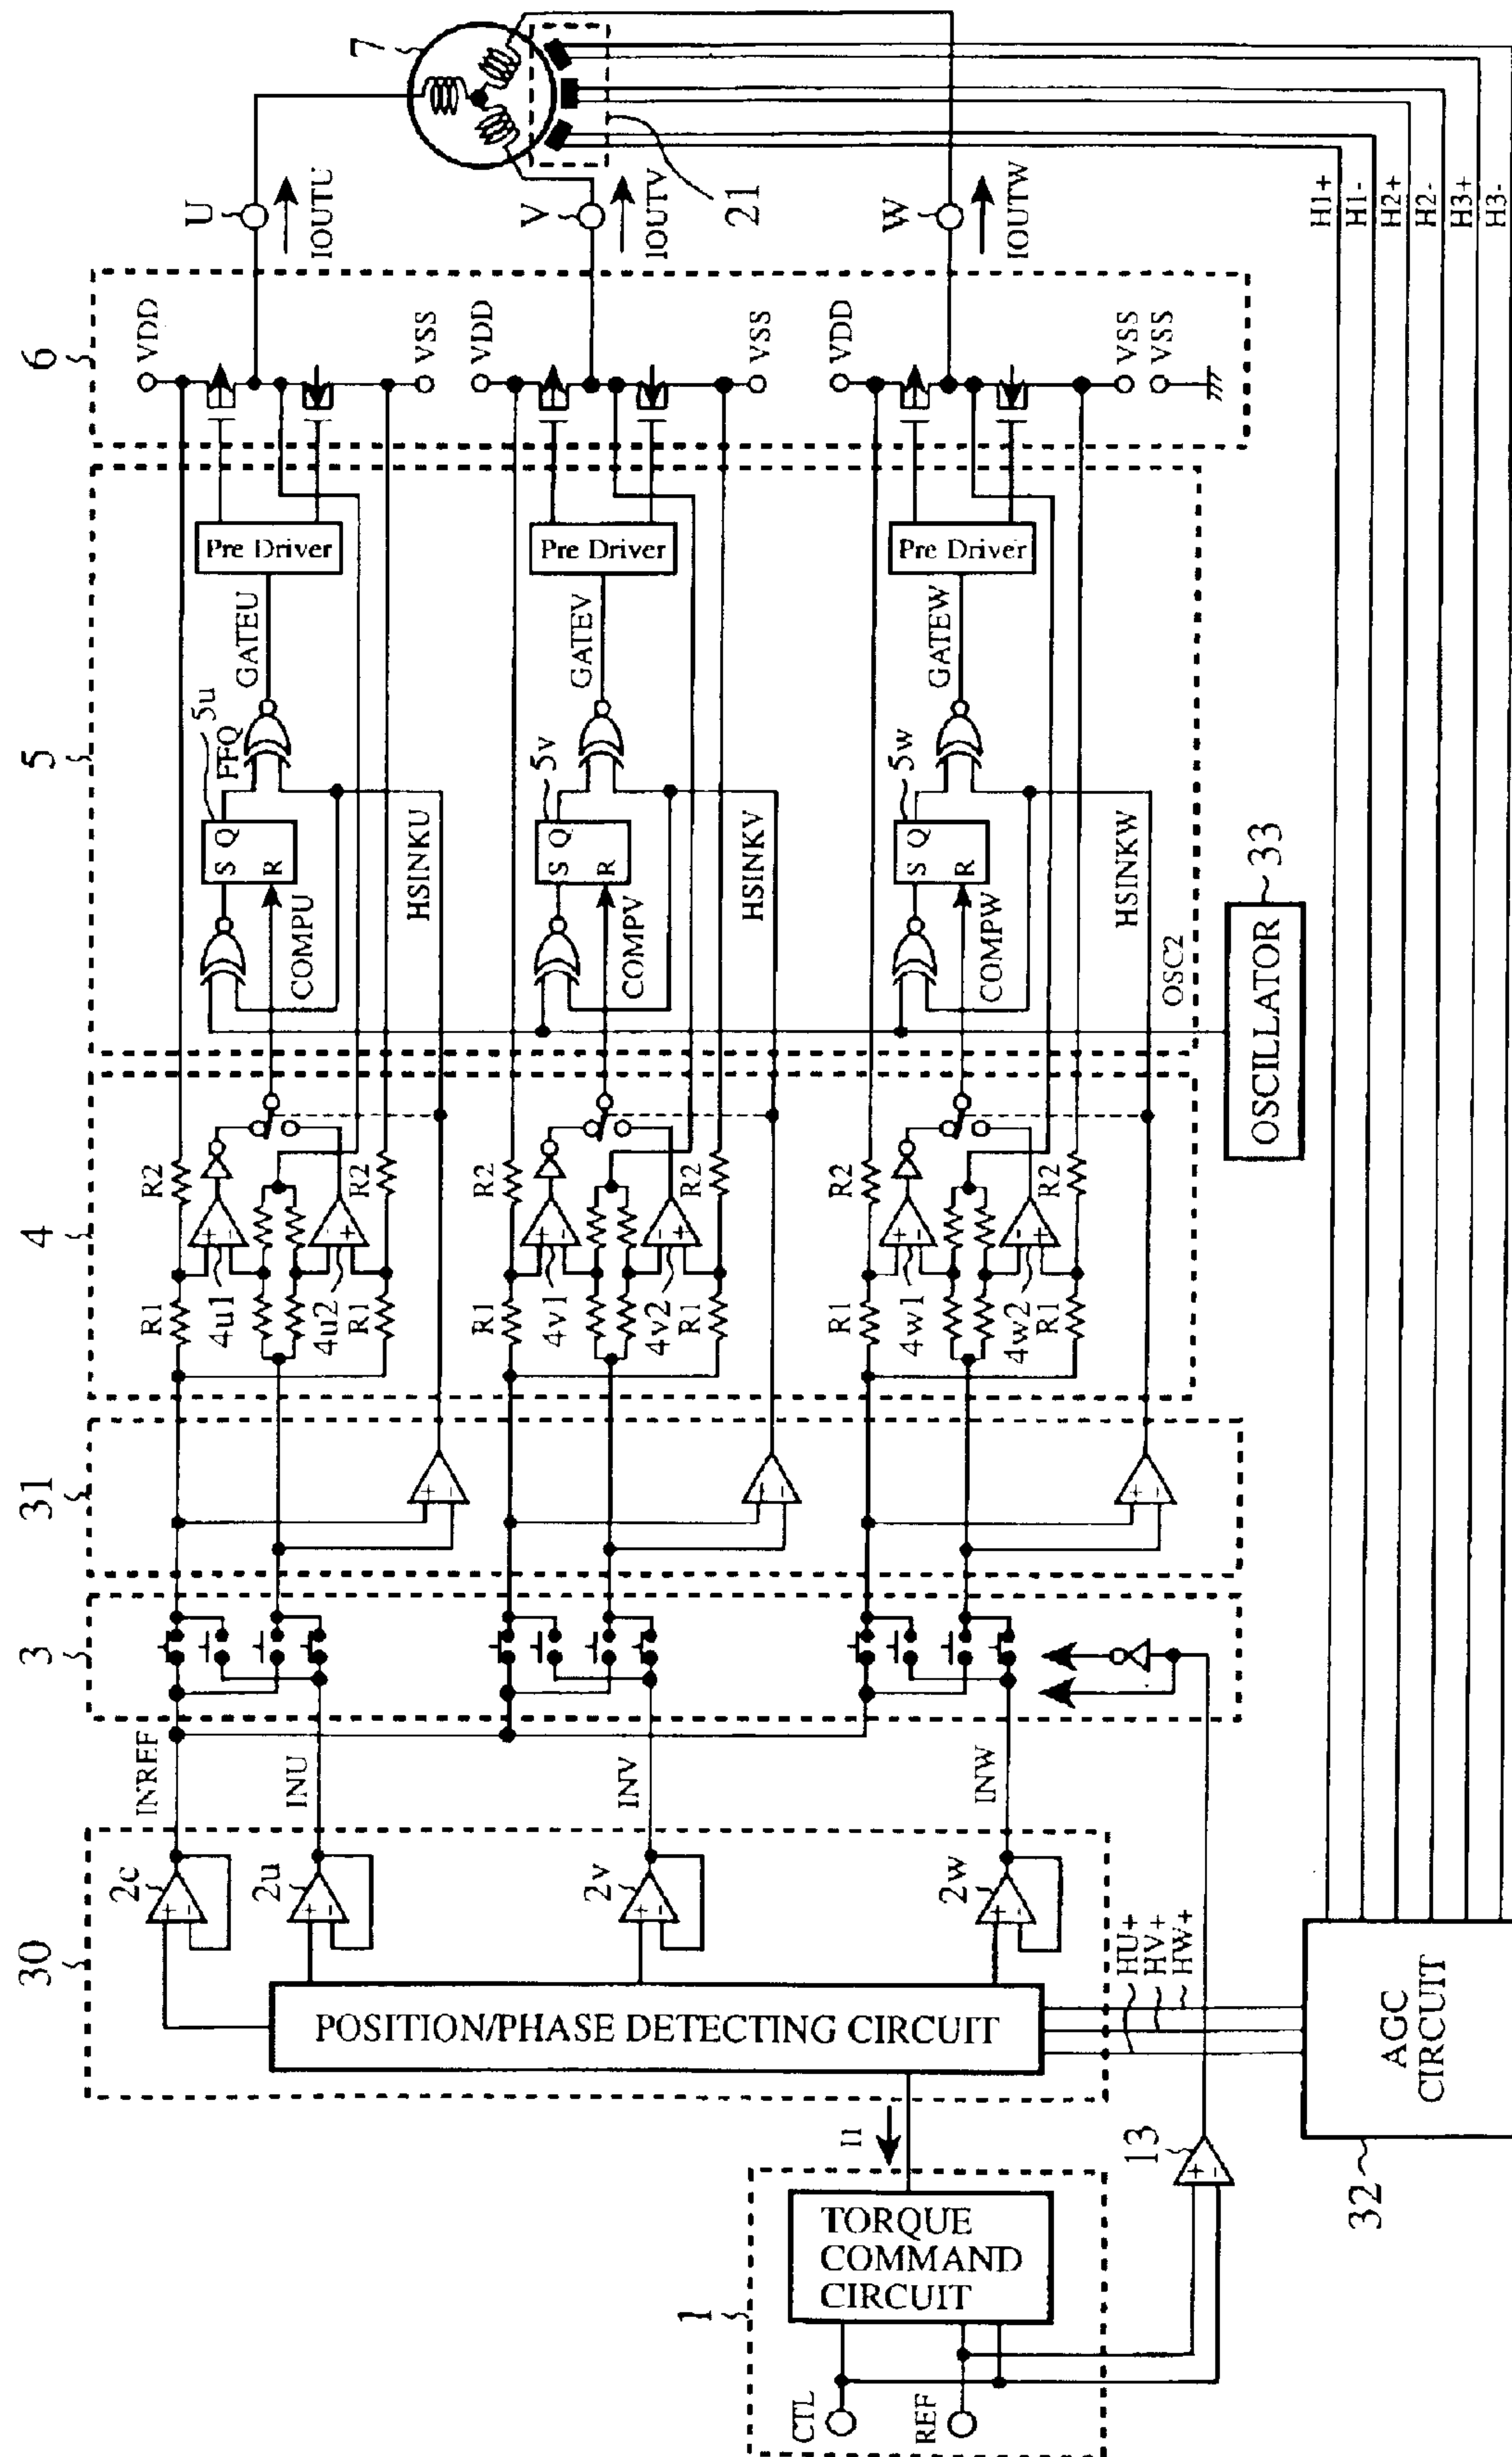 1
CTL
REF
TORQUE
COMMAND
CIRCUIT
I1
13
+
-
30
POSITION/PHASE DETECTING CIRCUIT
2c
+
-
2u
+
-
2v
+
-
2w
+
-
HU+
HV+
HW+
32
AGC
CIRCUIT
INREF
INU
INV
INW
3
31
+
-
+
-
+
-
4
R1
R2
4u1
+
-
4u2
-
+
R1
R2
R1
R2
4v1
+
-
4v2
-
+
R1
R2
R1
R2
4w1
+
-
4w2
-
+
R1
R2
OSCILLATOR
33
OSC2
5
COMPU
S
Q
R
5u
FFQ
GATEU
Pre Driver
HSINKU
COMPV
S
Q
R
5v
GATEV
Pre Driver
HSINKV
COMPW
S
Q
R
5w
GATEW
Pre Driver
HSINKW
6
VDD
VSS
VDD
VSS
VDD
VSS
VSS
U
IOUTU
V
IOUTV
W
IOUTW
7
21
H1+
H1-
H2+
H2-
H3+
H3-